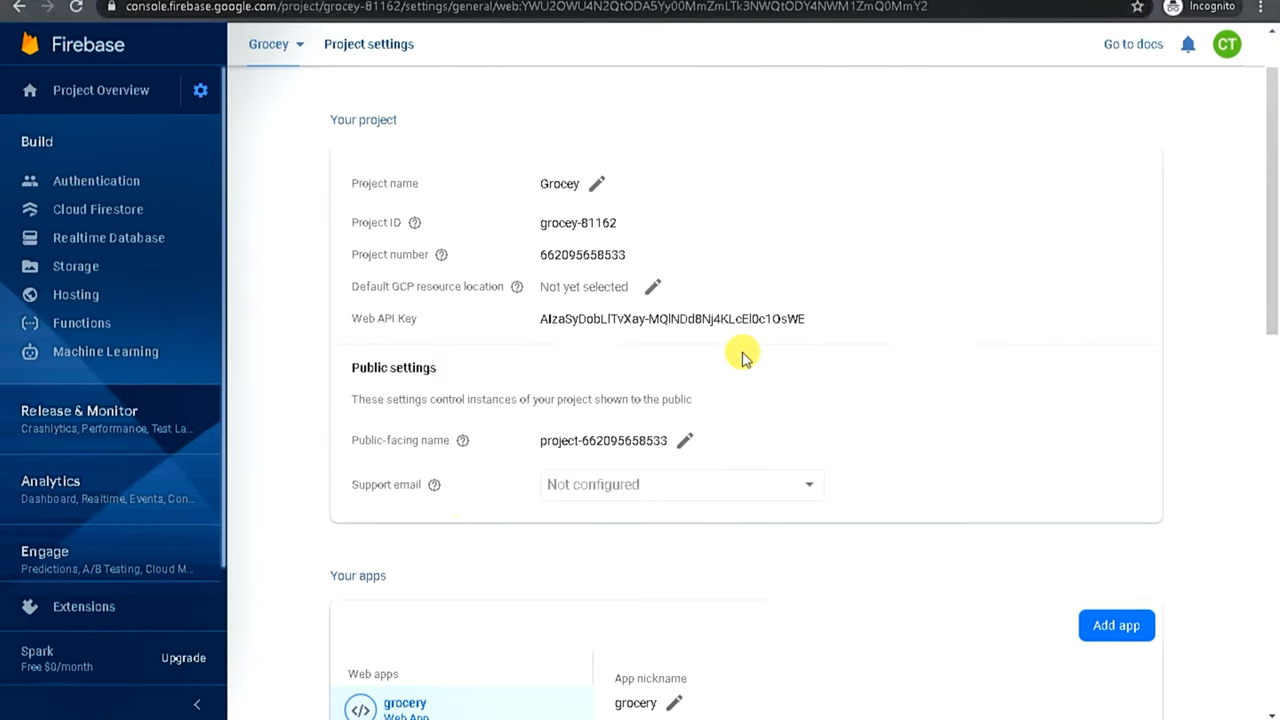 console.firebase.google.com/project/grocey-81162/settings/general/web:YWU2OWU4N2QtODA5Yy00MmZmLTk3NWQtODY4NWM1ZmQ0MmY2
Incognito
Firebase
Grocey
Project settings
Go to docs
CT
Project Overview
Build
Authentication
Cloud Firestore
Realtime Database
Storage
Hosting
Functions
Machine Learning
Release & Monitor
Crashlytics, Performance, Test La...
Analytics
Dashboard, Realtime, Events, Con...
Engage
Predictions, A/B Testing, Cloud M...
Extensions
Spark
Free $0/month
Upgrade
Your project
Project name Grocey
Project ID grocey-81162
Project number 662095658533
Default GCP resource location Not yet selected
Web API Key AIzaSyDobLlTvXay-MQlNDd8Nj4KLcEl0c1OsWE
Public settings
These settings control instances of your project shown to the public
Public-facing name project-662095658533
Support email Not configured
Your apps
Add app
Web apps
grocery
Web App
App nickname
grocery